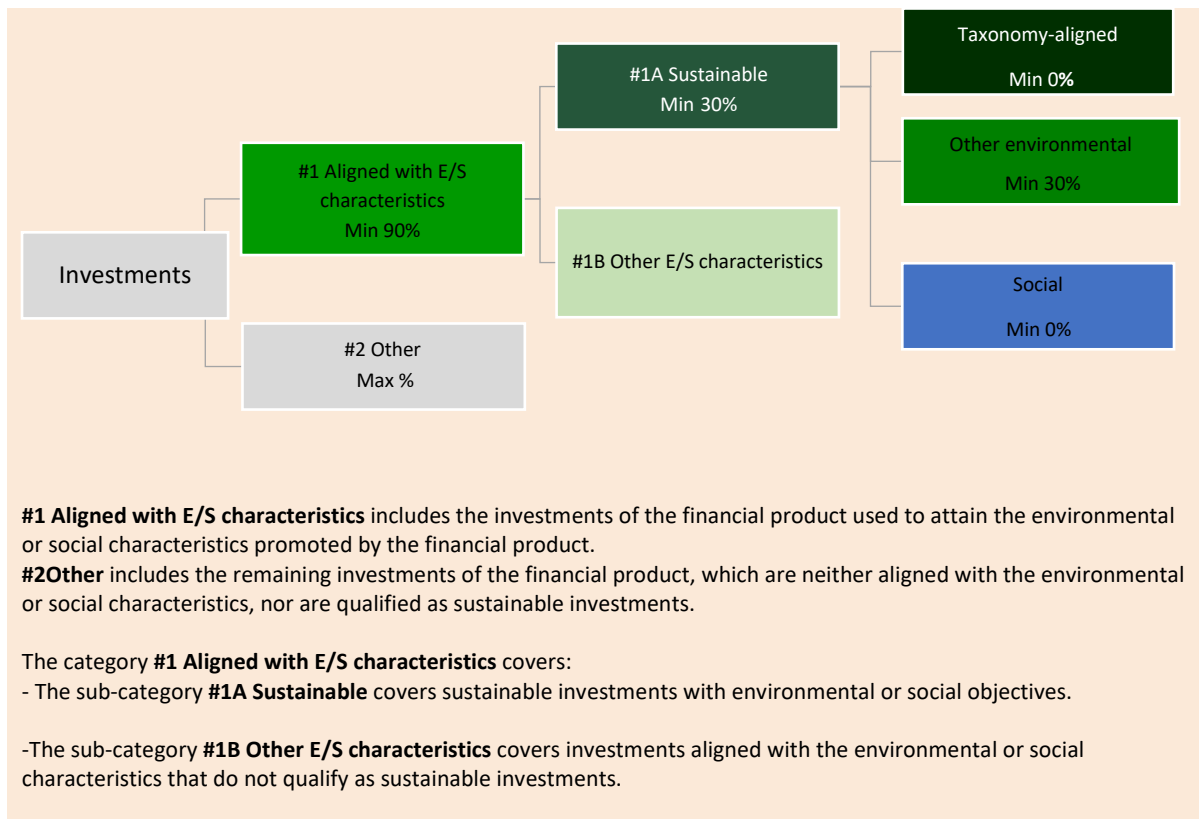 Taxonomy-aligned
Min 0%
#1A Sustainable
Min 30%
Other environmental
Min 30%
#1 Aligned with E/S
characteristics
Min 90%
#1B Other E/S characteristics
Investments
Social
Min 0%
#2 Other
Max %
#1 Aligned with E/S characteristics includes the investments of the financial product used to attain the environmental
or social characteristics promoted by the financial product.
#2Other includes the remaining investments of the financial product, which are neither aligned with the environmental
or social characteristics, nor are qualified as sustainable investments.
The category #1 Aligned with E/S characteristics covers:
- The sub-category #1A Sustainable covers sustainable investments with environmental or social objectives.
-The sub-category #1B Other E/S characteristics covers investments aligned with the environmental or social
characteristics that do not qualify as sustainable investments.